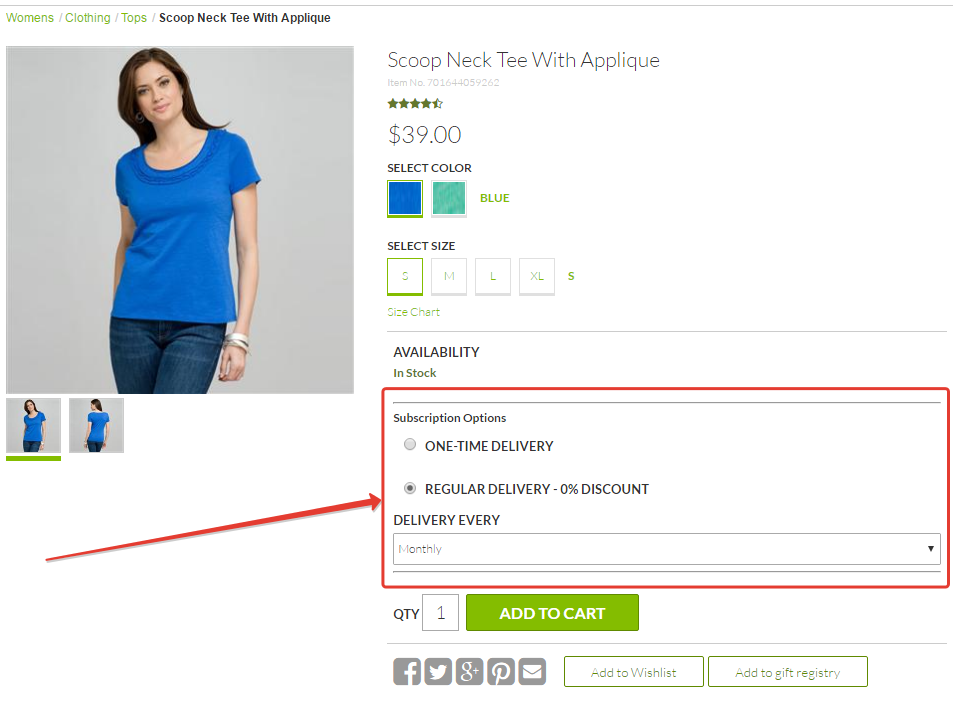 Womens / Clothing / Tops / Scoop Neck Tee With Applique
Scoop Neck Tee With Applique
Item No. 701644059262
$39.00
SELECT COLOR
BLUE
SELECT SIZE
S M L XL S
Size Chart
AVAILABILITY
In Stock
Subscription Options
ONE-TIME DELIVERY
REGULAR DELIVERY - 0% DISCOUNT
DELIVERY EVERY
Monthly
QTY 1 ADD TO CART
Add to Wishlist Add to gift registry